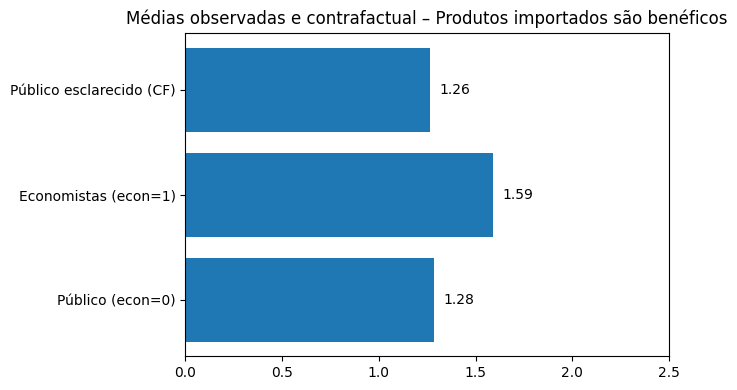 Médias observadas e contrafactual – Produtos importados são benéficos
Público esclarecido (CF)
1.26
Economistas (econ=1)
1.59
Público (econ=0)
1.28
0.0 0.5 1.0 1.5 2.0 2.5